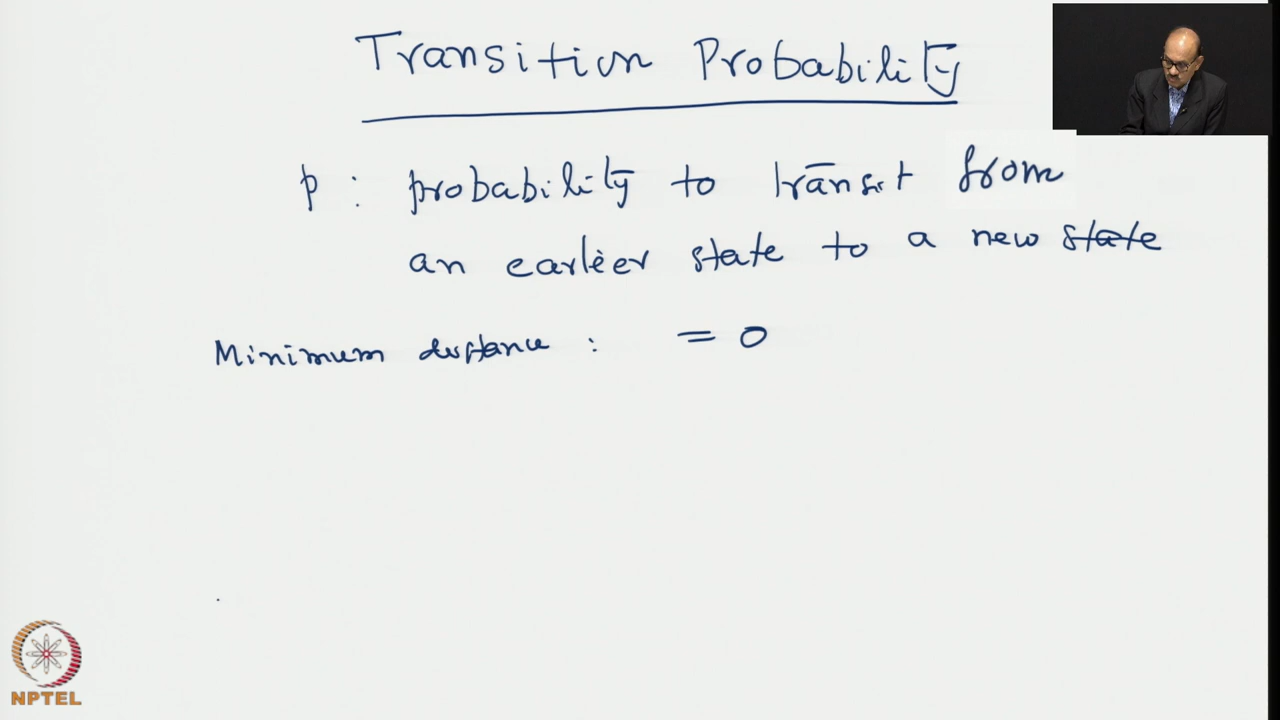 Transition Probability
p : probability to transit from
an earlier state to a new state
Minimum distance : = 0
NPTEL